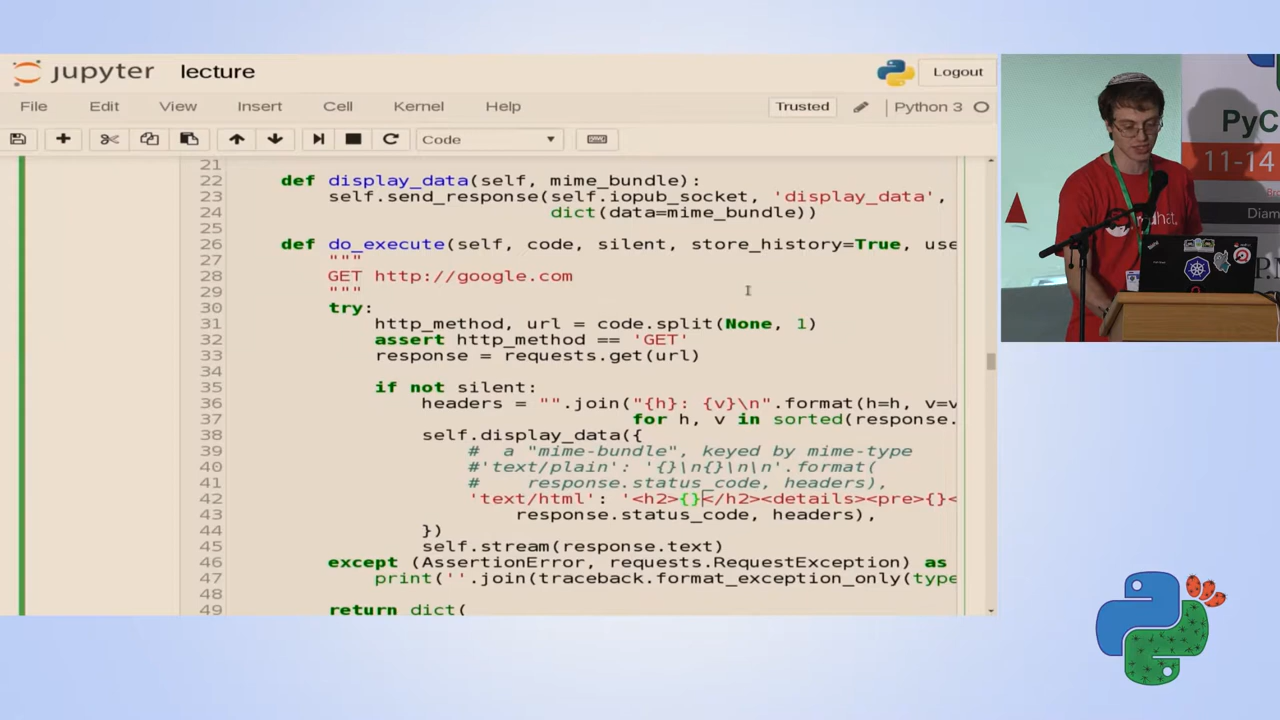 jupyter lecture
Logout
File Edit View Insert Cell Kernel Help
Trusted
Python 3
Code
21
22 def display_data(self, mime_bundle):
23 self.send_response(self.iopub_socket, 'display_data',
24 dict(data=mime_bundle))
25
26 def do_execute(self, code, silent, store_history=True, use
27 """
28 GET http://google.com
29 """
30 try:
31 http_method, url = code.split(None, 1)
32 assert http_method == 'GET'
33 response = requests.get(url)
34
35 if not silent:
36 headers = "".join("{h}: {v}\n".format(h=h, v=v
37 for h, v in sorted(response.
38 self.display_data({
39 # a "mime-bundle", keyed by mime-type
40 #'text/plain': '{}\n{}\n\n'.format(
41 # response.status_code, headers),
42 'text/html': '<h2>{}</h2><details><pre>{}<
43 response.status_code, headers),
44 })
45 self.stream(response.text)
46 except (AssertionError, requests.RequestException) as
47 print(''.join(traceback.format_exception_only(type
48
49 return dict(
PyC
11-14
Diam